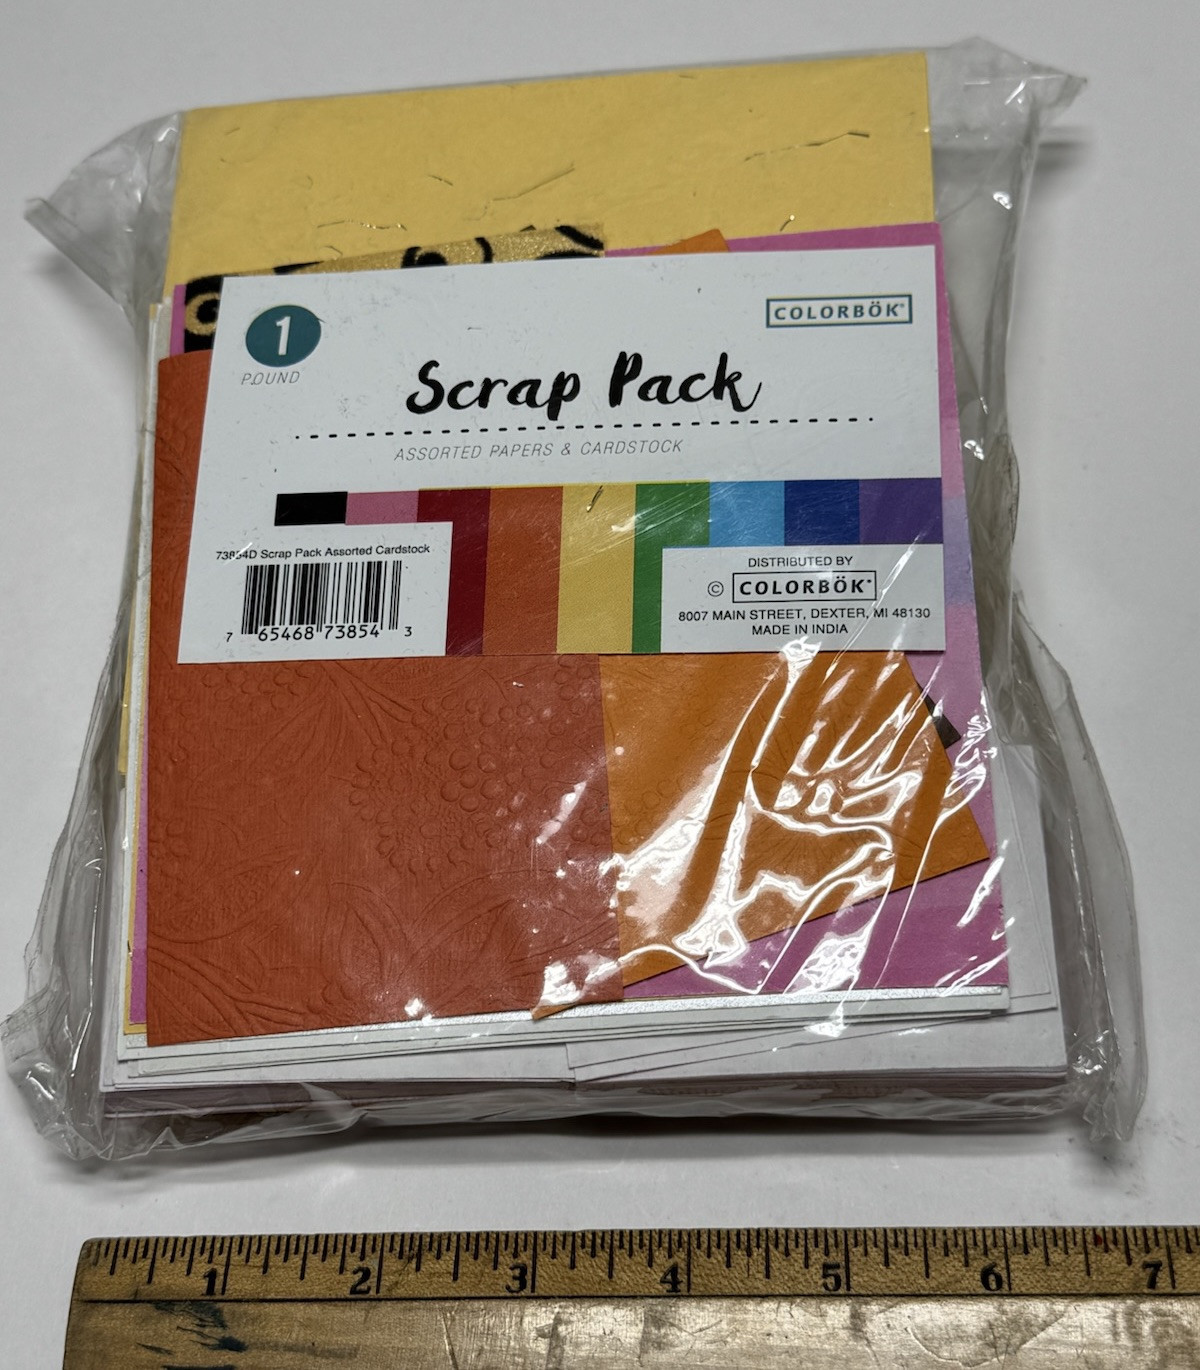 1
POUND
COLORBÖK®
Scrap Pack
ASSORTED PAPERS & CARDSTOCK
73854D Scrap Pack Assorted Cardstock
7 65468 73854 3
DISTRIBUTED BY
© COLORBÖK®
8007 MAIN STREET, DEXTER, MI 48130
MADE IN INDIA
1 2 3 4 5 6 7